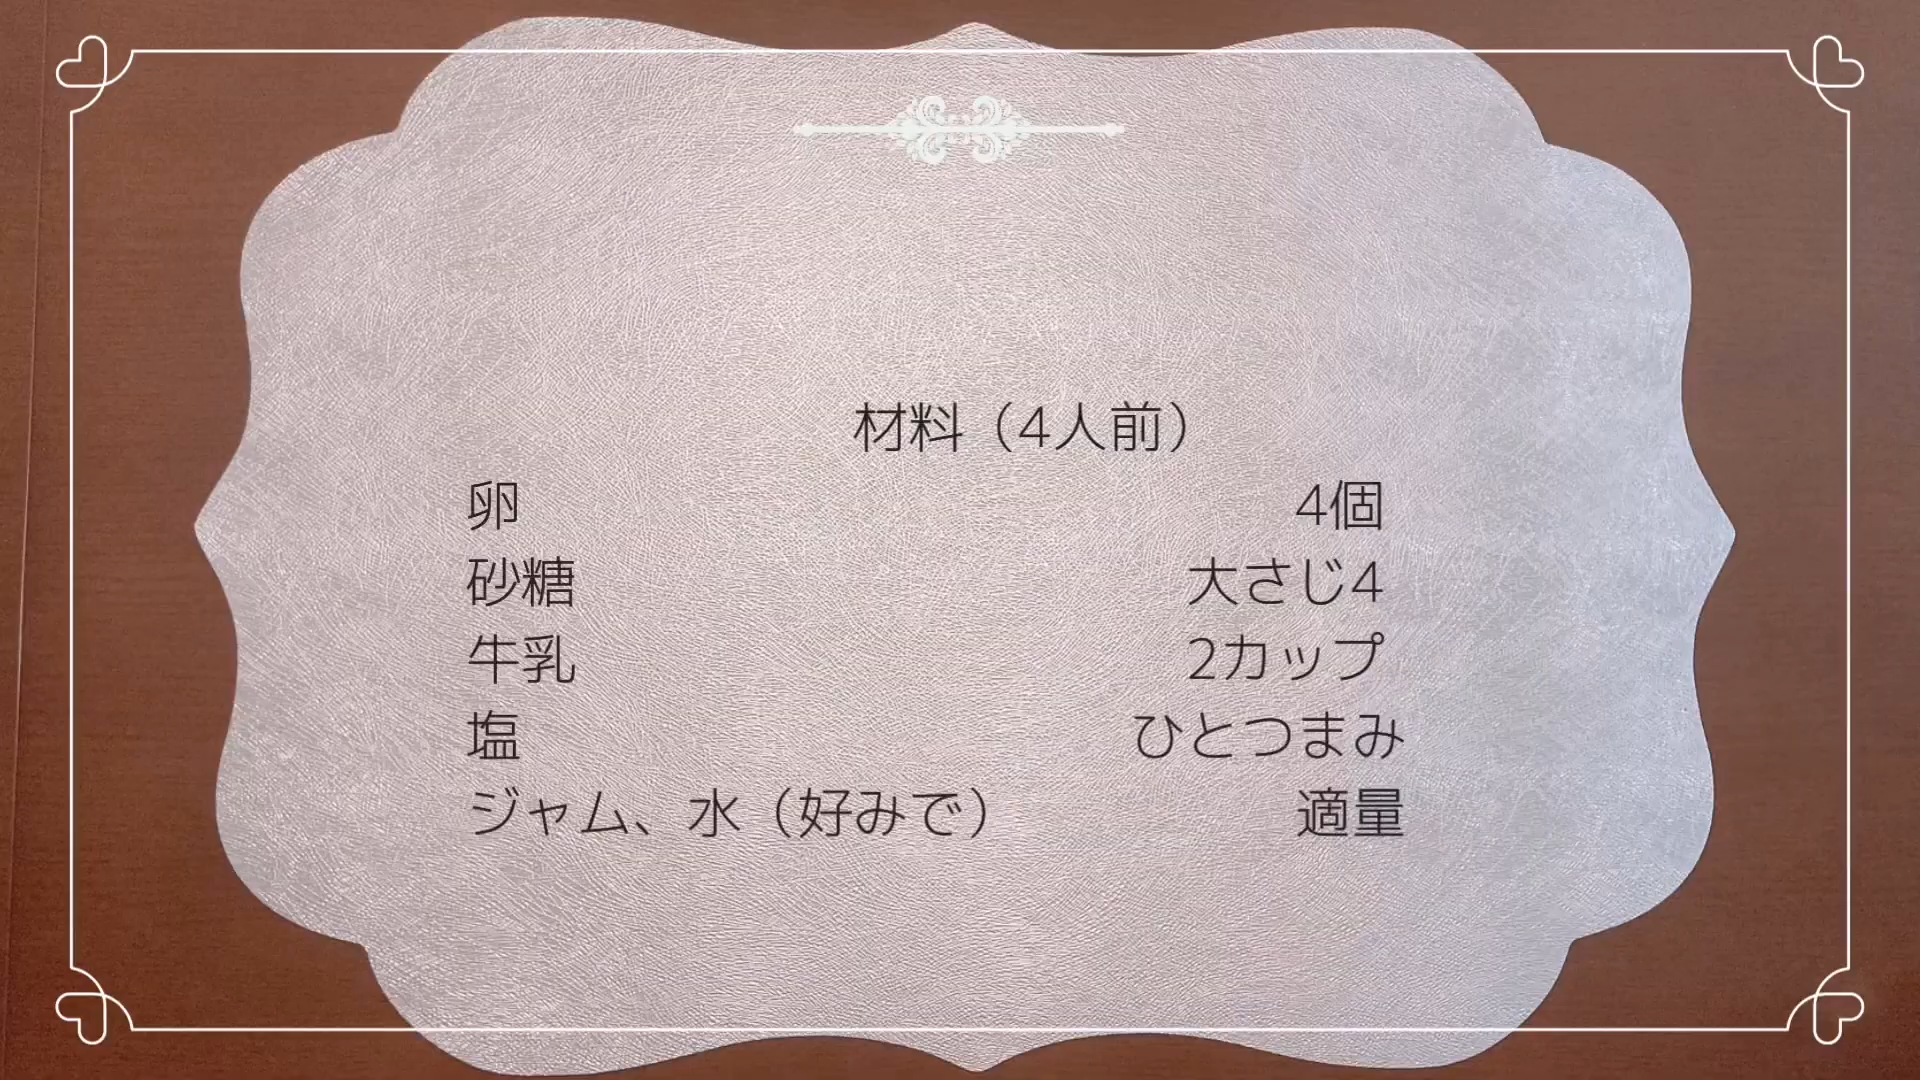 材料（4人前）
卵 4個
砂糖 大さじ4
牛乳 2カップ
塩 ひとつまみ
ジャム、水（好みで） 適量